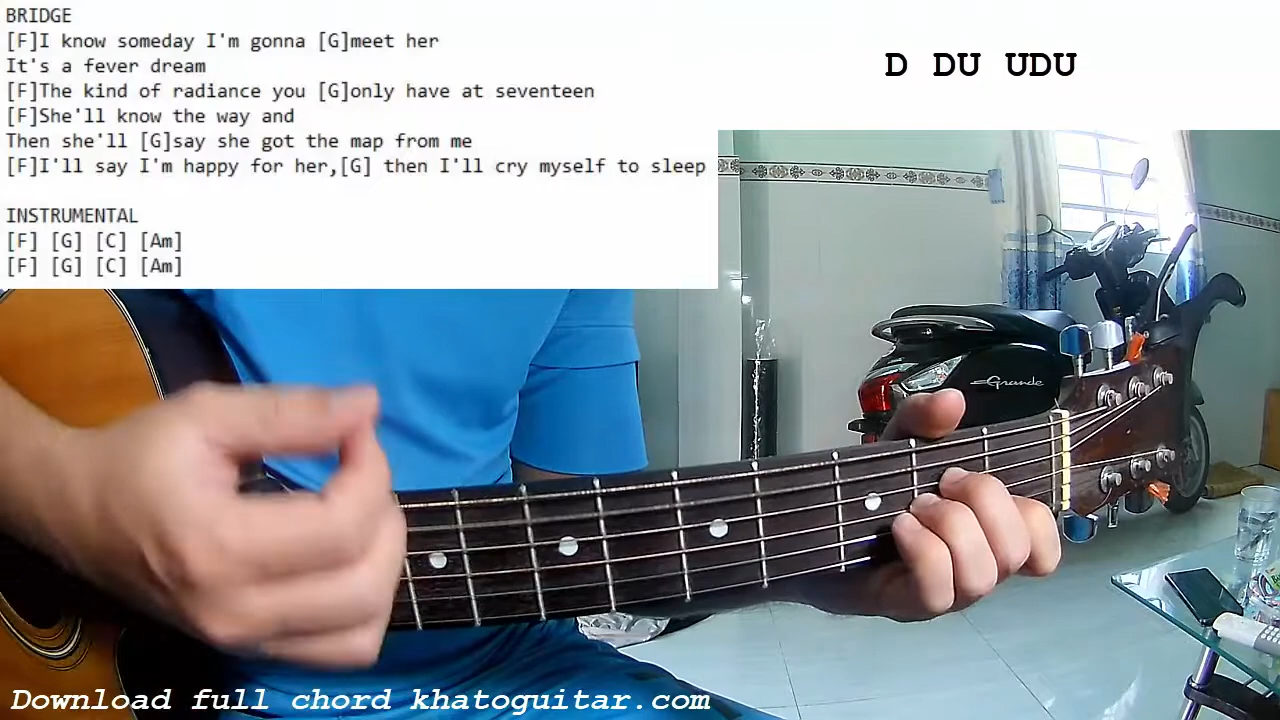 BRIDGE
[F]I know someday I'm gonna [G]meet her
It's a fever dream
[F]The kind of radiance you [G]only have at seventeen
[F]She'll know the way and
Then she'll [G]say she got the map from me
[F]I'll say I'm happy for her,[G] then I'll cry myself to sleep
INSTRUMENTAL
[F] [G] [C] [Am]
[F] [G] [C] [Am]
D DU UDU
Grande
Download full chord khatoguitar.com